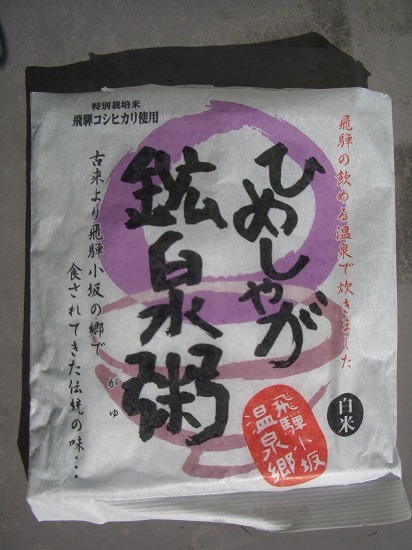 特別栽培米
飛騨コシヒカリ使用
飛騨の飲める温泉で炊きました
ひめしゃが
鉱泉粥
がゆ
古来より飛騨小坂の郷で
食されてきた伝統の味・・・
白米
飛騨小坂
温泉郷